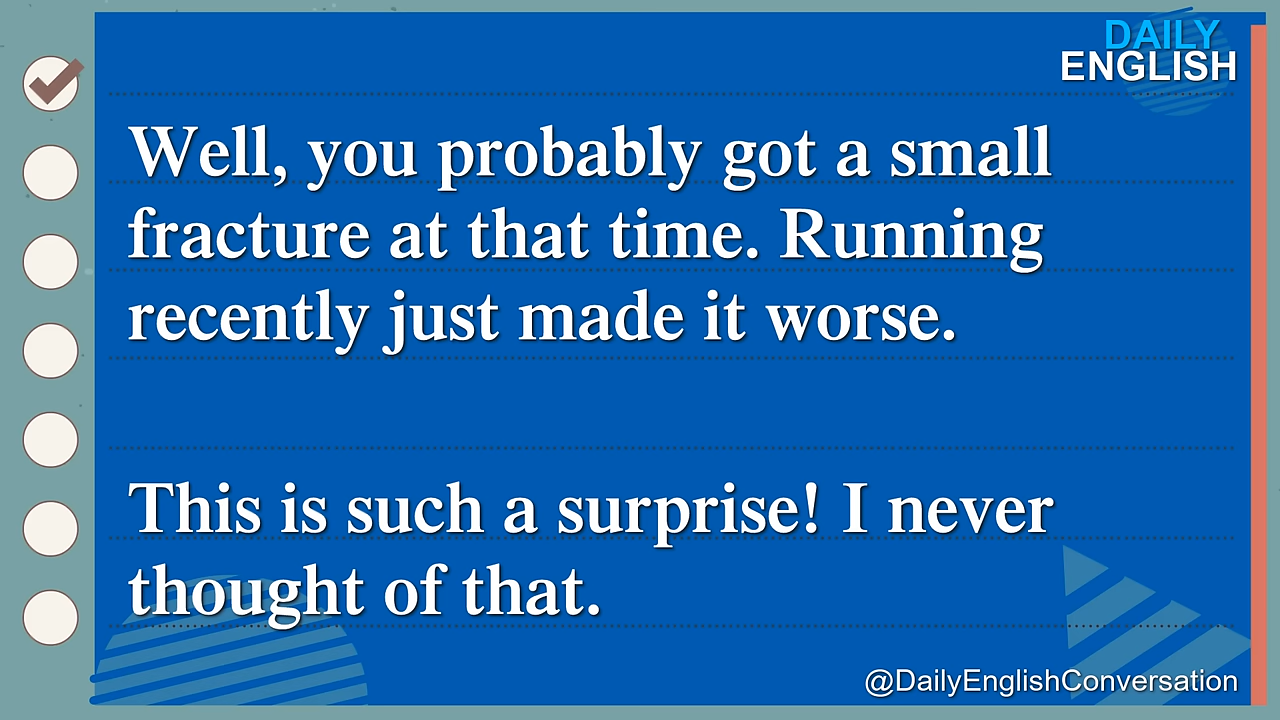 DAILY
ENGLISH
Well, you probably got a small
fracture at that time. Running
recently just made it worse.
This is such a surprise! I never
thought of that.
@DailyEnglishConversation